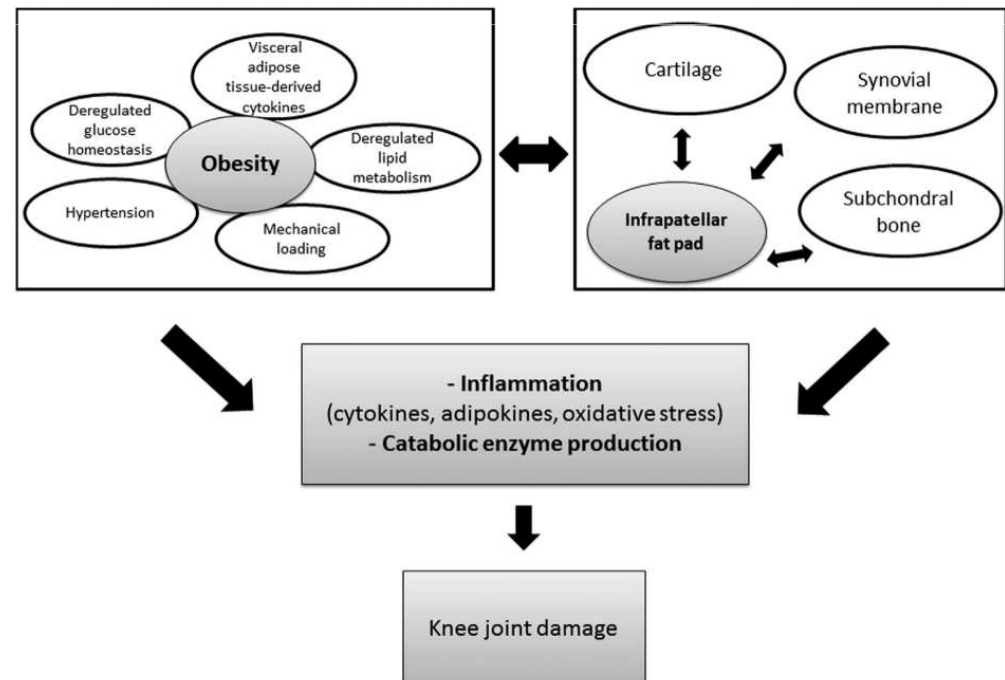 Visceral
adipose
tissue-derived
cytokines
Deregulated
glucose
homeostasis
Obesity
Deregulated
lipid
metabolism
Hypertension
Mechanical
loading
Cartilage
Synovial
membrane
Infrapatellar
fat pad
Subchondral
bone
- Inflammation
(cytokines, adipokines, oxidative stress)
- Catabolic enzyme production
Knee joint damage